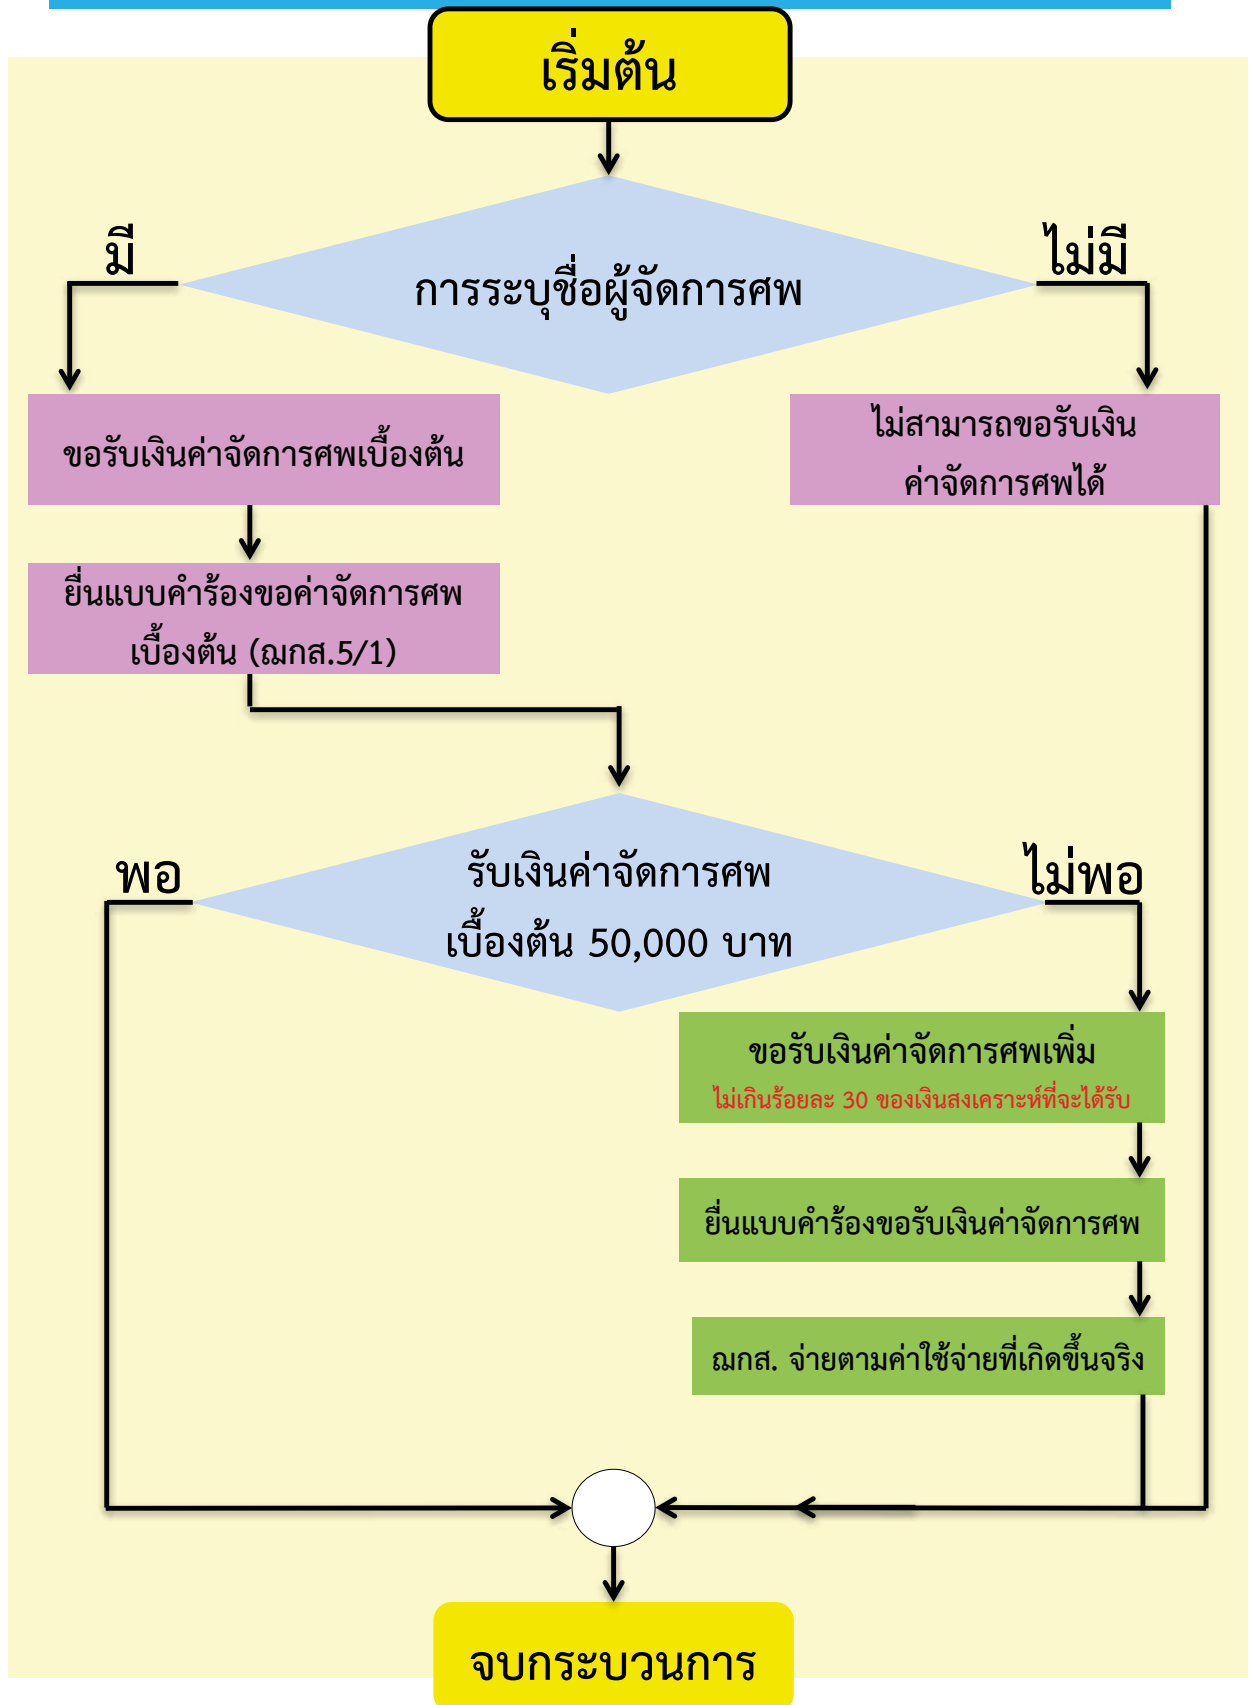 เริ่มต้น
มี
ไม่มี
การระบุชื่อผู้จัดการศพ
ขอรับเงินค่าจัดการศพเบื้องต้น
ไม่สามารถขอรับเงิน
ค่าจัดการศพได้
ยื่นแบบคำร้องขอค่าจัดการศพ
เบื้องต้น (ฌกส.5/1)
พอ
ไม่พอ
รับเงินค่าจัดการศพ
เบื้องต้น 50,000 บาท
ขอรับเงินค่าจัดการศพเพิ่ม
ไม่เกินร้อยละ 30 ของเงินสงเคราะห์ที่จะได้รับ
ยื่นแบบคำร้องขอรับเงินค่าจัดการศพ
ฌกส. จ่ายตามค่าใช้จ่ายที่เกิดขึ้นจริง
จบกระบวนการ